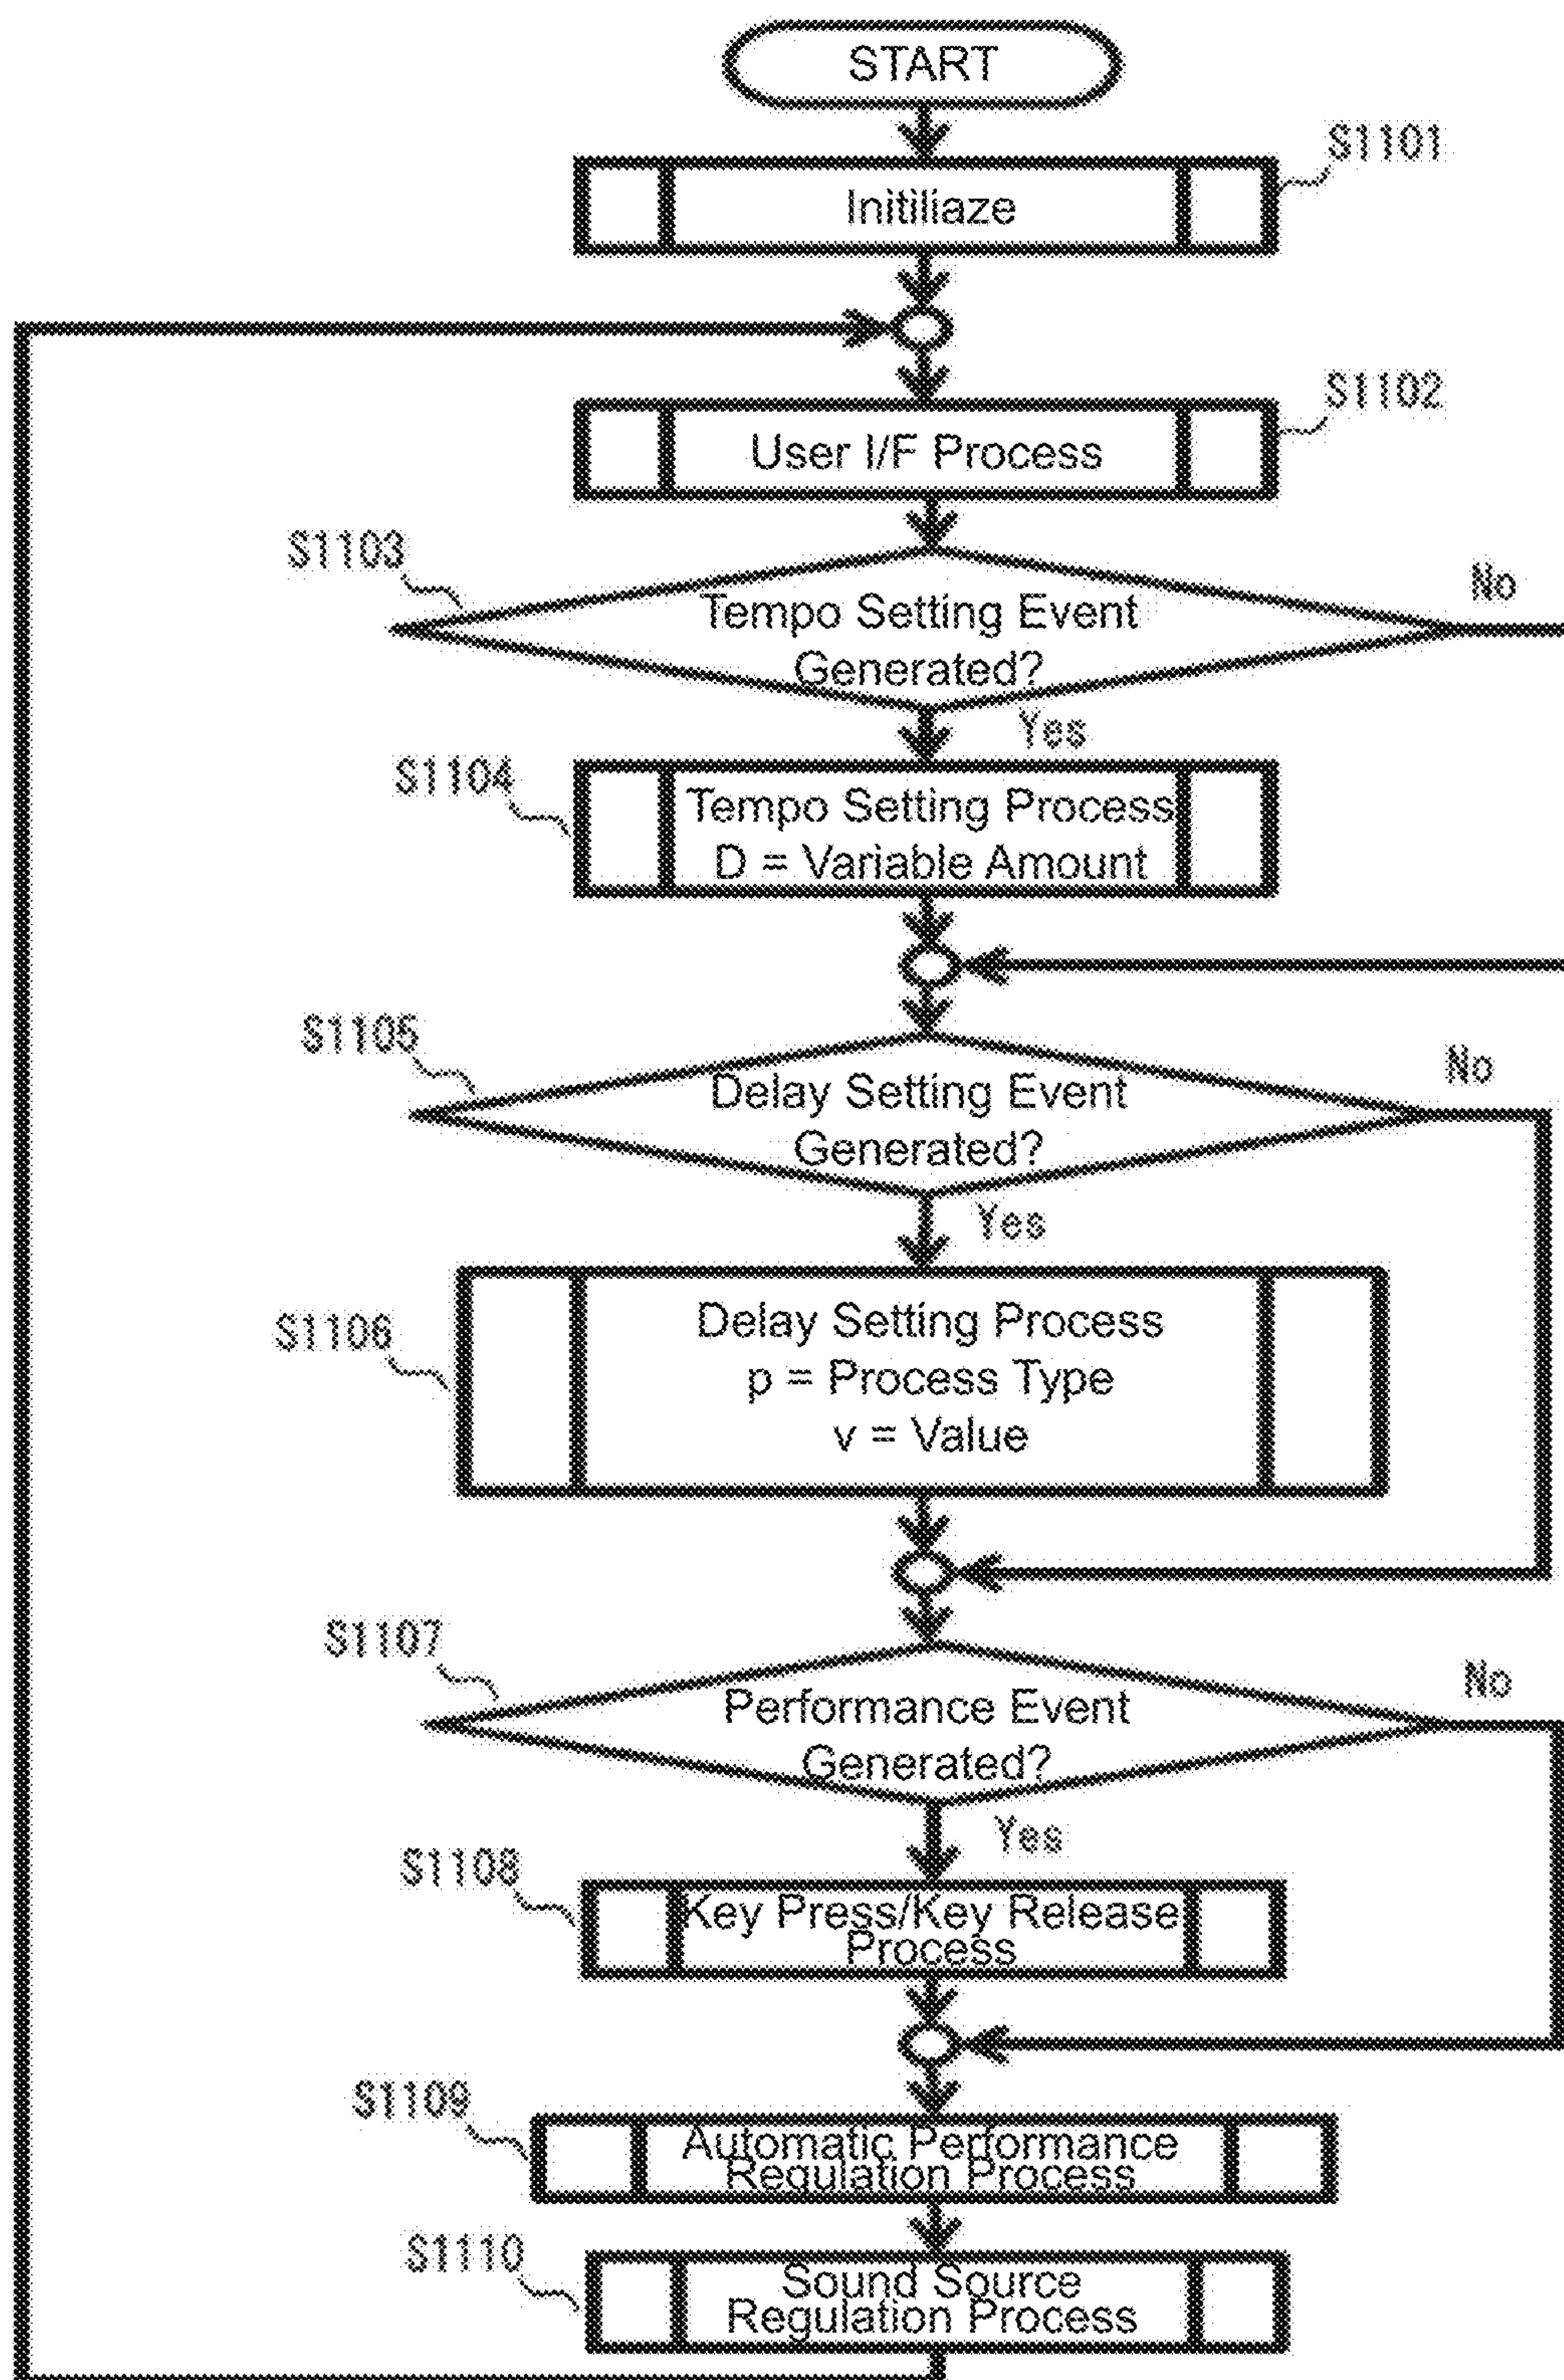 START
S1101
Initiliaze
S1102
User I/F Process
S1103
No
Tempo Setting Event
Generated?
Yes
S1104
Tempo Setting Process
D = Variable Amount
S1105
No
Delay Setting Event
Generated?
Yes
S1106
Delay Setting Process
p = Process Type
v = Value
S1107
No
Performance Event
Generated?
Yes
S1108
Key Press/Key Release
Process
S1109
Automatic Performance
Regulation Process
S1110
Sound Source
Regulation Process